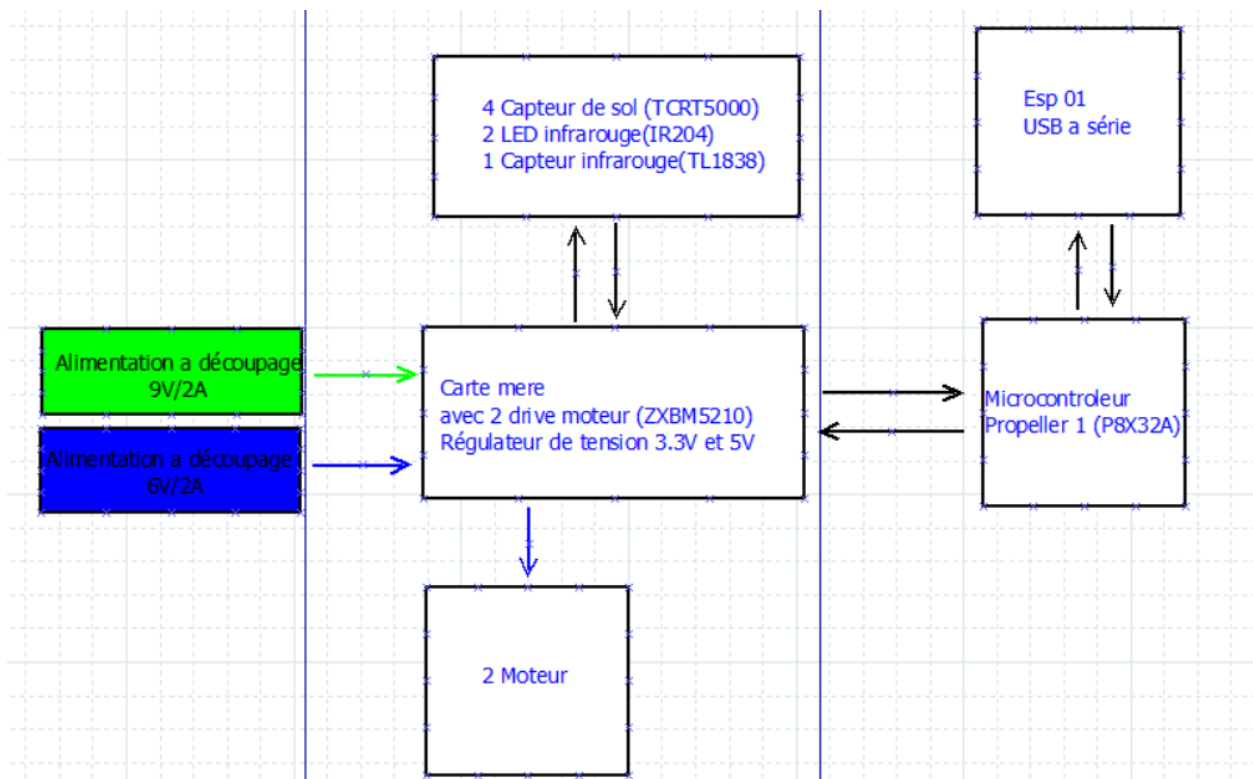 4 Capteur de sol (TCRT5000)
2 LED infrarouge(IR204)
1 Capteur infrarouge(TL1838)
Esp 01
USB a série
Alimentation a découpage
9V/2A
Alimentation a découpage
6V/2A
Carte mere
avec 2 drive moteur (ZXBM5210)
Régulateur de tension 3.3V et 5V
Microcontroleur
Propeller 1 (P8X32A)
2 Moteur